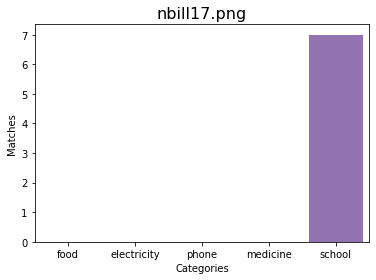 nbill17.png
Matches
7
6
5
4
3
2
1
0
food electricity phone medicine school
Categories